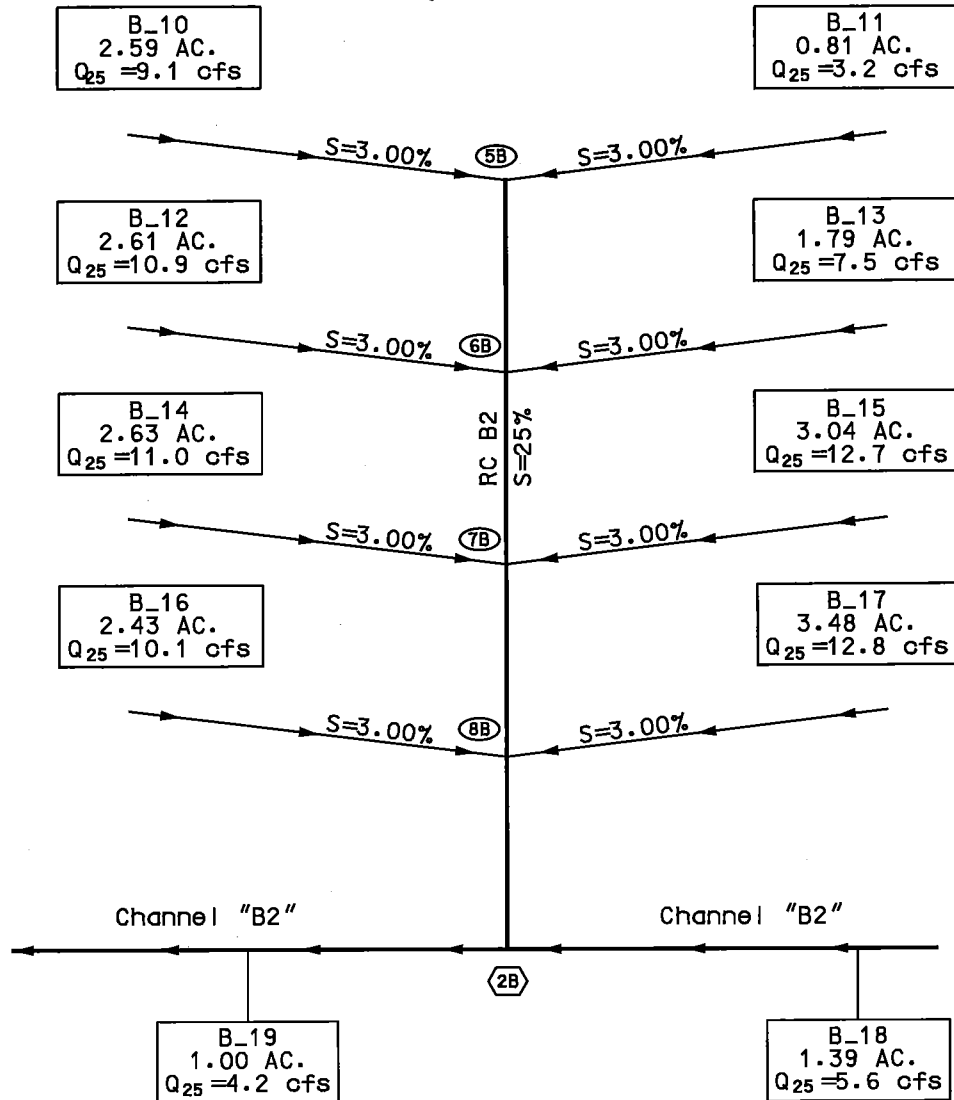 B_10
2.59 AC.
Q25=9.1 cfs
B_11
0.81 AC.
Q25=3.2 cfs
S=3.00%
5B
S=3.00%
B_12
2.61 AC.
Q25=10.9 cfs
B_13
1.79 AC.
Q25=7.5 cfs
S=3.00%
6B
S=3.00%
B_14
2.63 AC.
Q25=11.0 cfs
RC B2
S=25%
B_15
3.04 AC.
Q25=12.7 cfs
S=3.00%
7B
S=3.00%
B_16
2.43 AC.
Q25=10.1 cfs
B_17
3.48 AC.
Q25=12.8 cfs
S=3.00%
8B
S=3.00%
Channel "B2"
Channel "B2"
2B
B_19
1.00 AC.
Q25=4.2 cfs
B_18
1.39 AC.
Q25=5.6 cfs